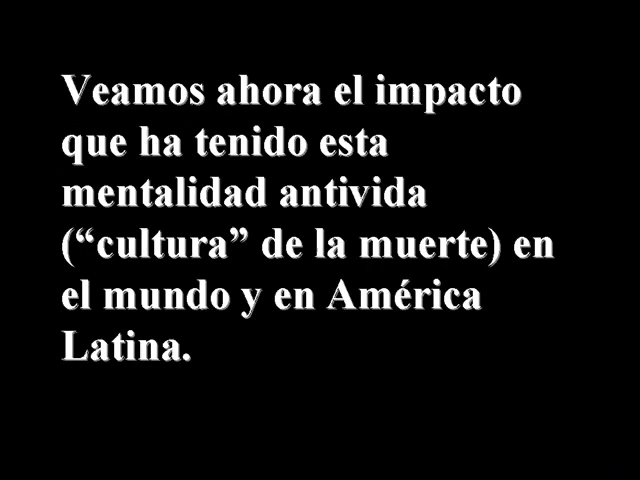 Veamos ahora el impacto
que ha tenido esta
mentalidad antivida
(“cultura” de la muerte) en
el mundo y en América
Latina.